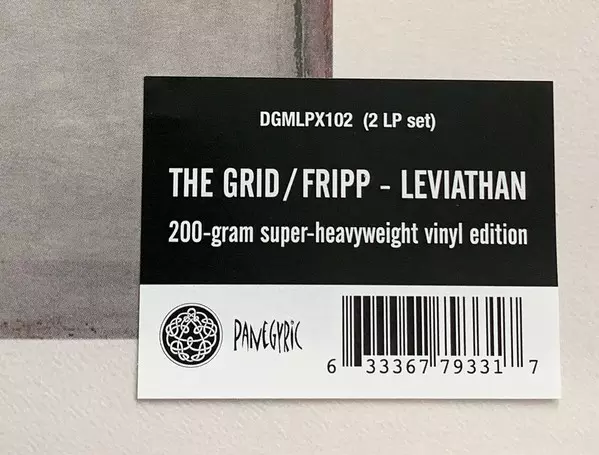 DGMLPX102 (2 LP set)
THE GRID / FRIPP - LEVIATHAN
200-gram super-heavyweight vinyl edition
PANEGYRIC
6 33367 79331 7